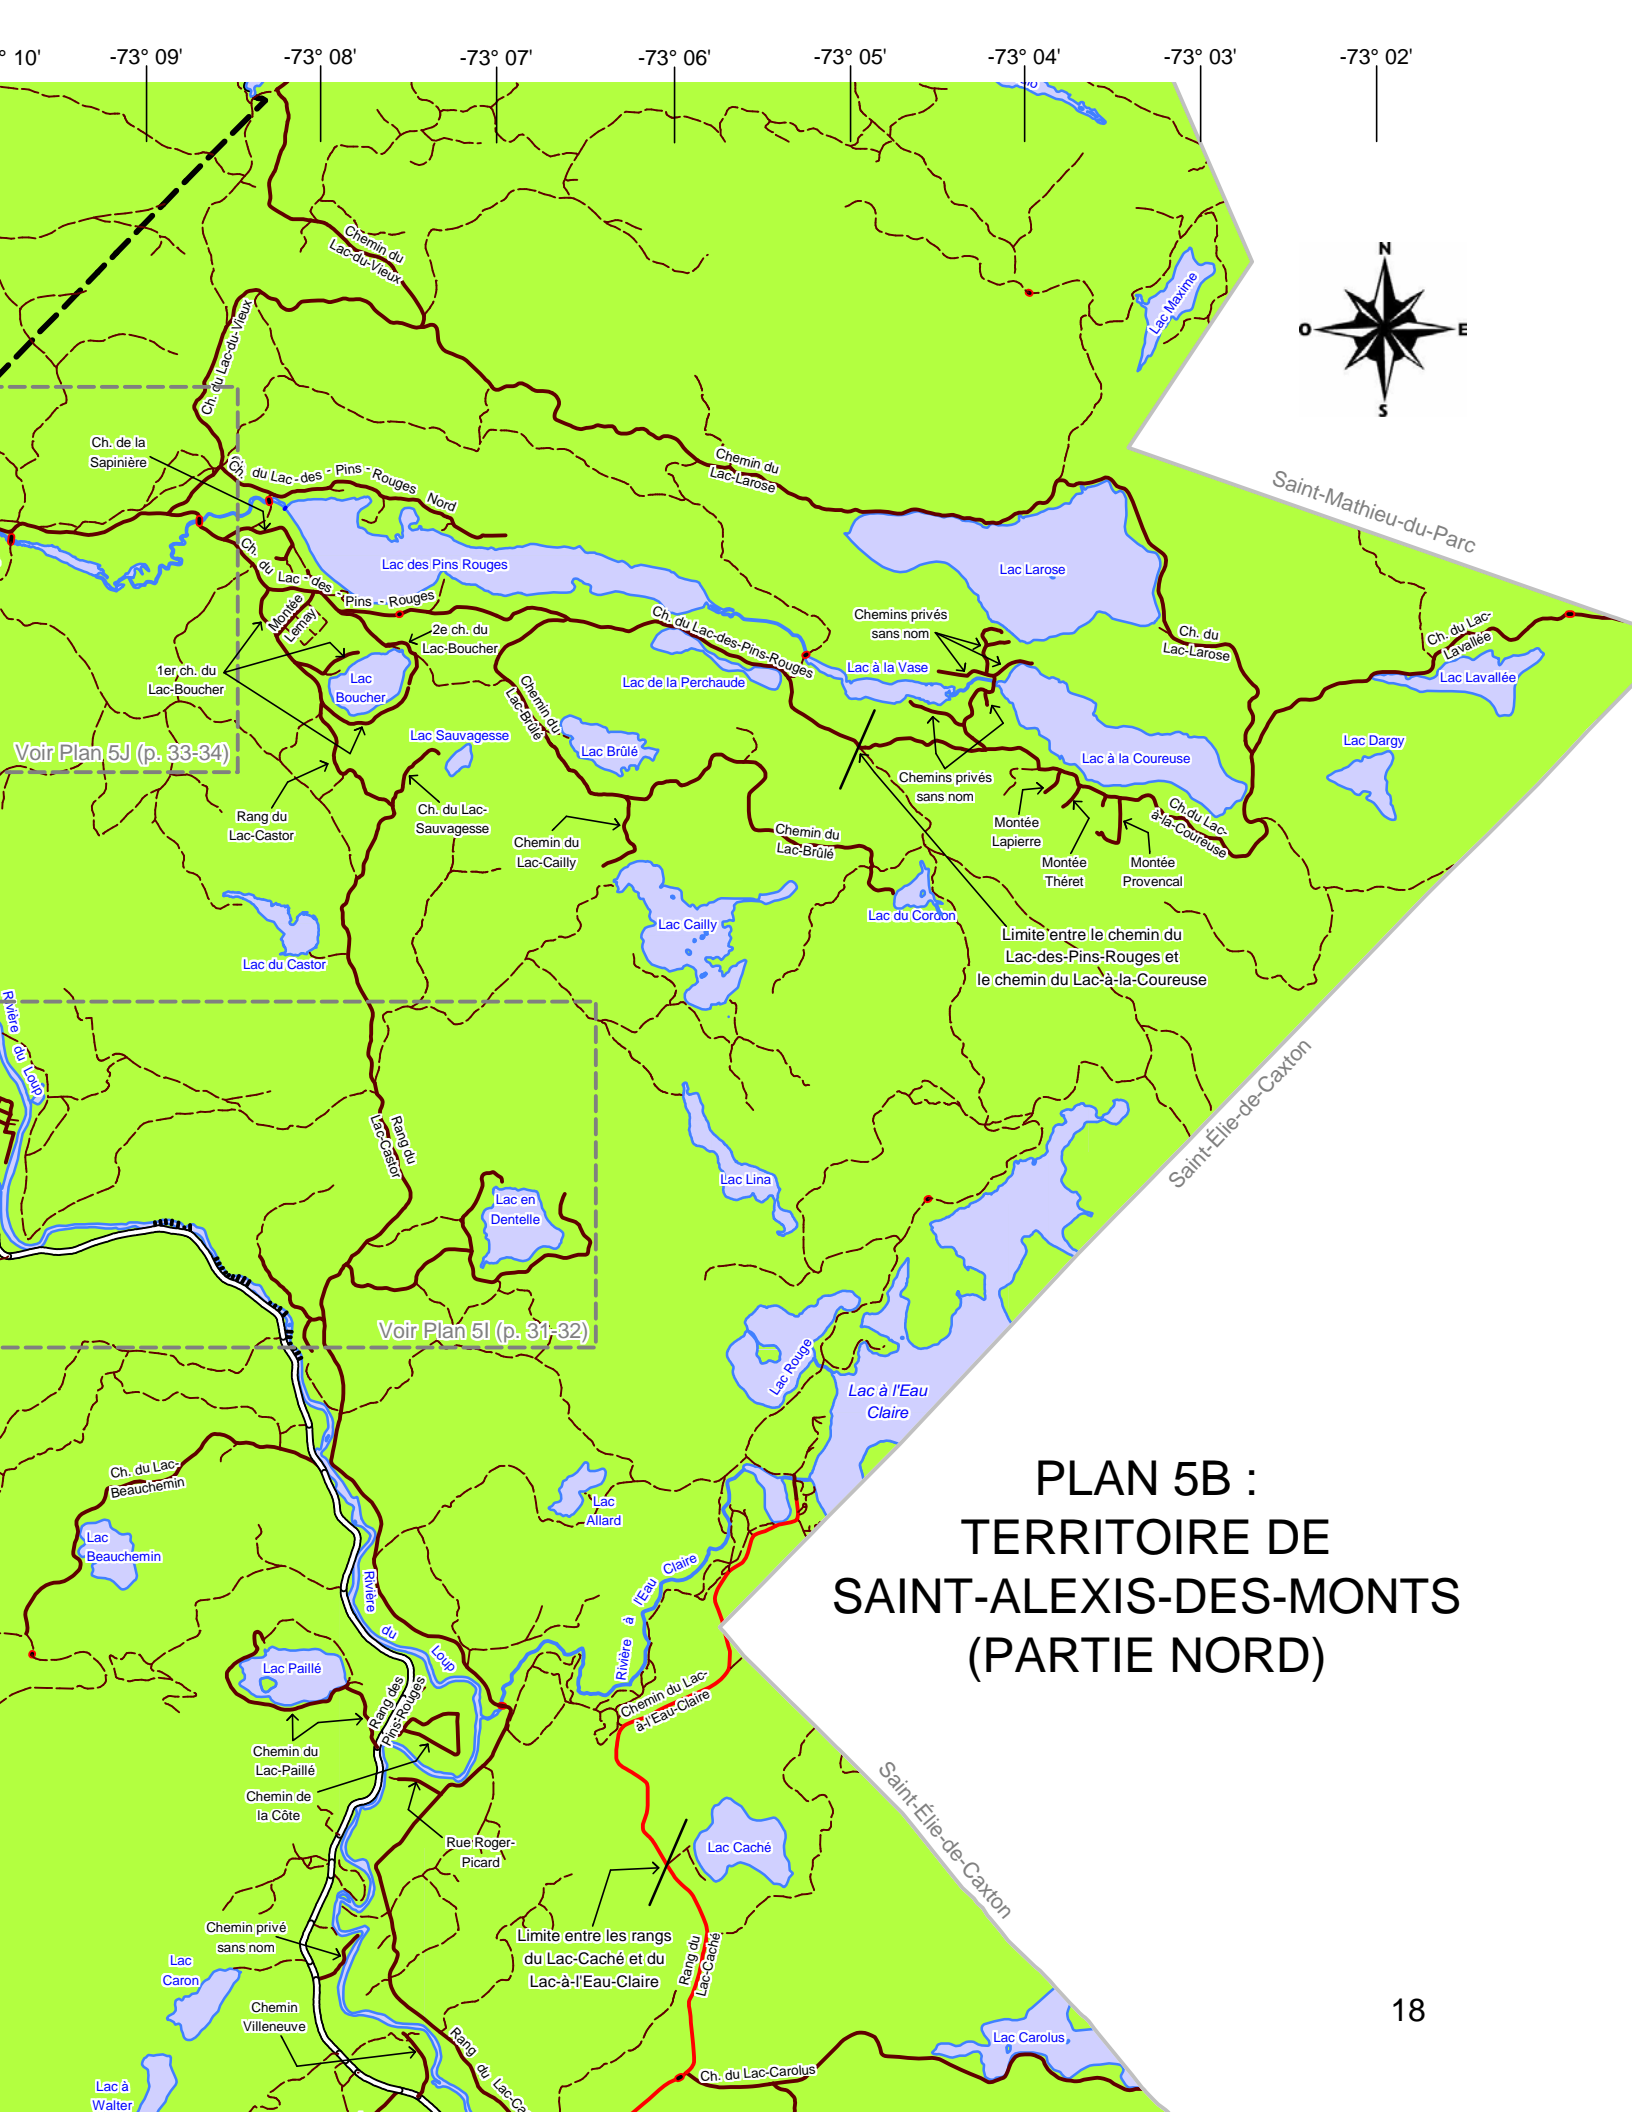 ° 10'
-73° 09'
-73° 08'
-73° 07'
-73° 06'
-73° 05'
-73° 04'
-73° 03'
-73° 02'
Chemin du
Lac-du-Vieux
Lac Maxime
N
O
E
S
Ch. du Lac-du-Vieux
Ch. de la
Sapinière
Ch. du Lac-des - Pins - Rouges Nord
Chemin du
Lac-Larose
Saint-Mathieu-du-Parc
Lac des Pins Rouges
Lac Larose
Ch. du Lac - des - Pins - Rouges
Montée
Lemay
2e ch. du
Lac-Boucher
Ch. du Lac-des-Pins-Rouges
Chemins privés
sans nom
Ch. du
Lac-Larose
Ch. du Lac-
Lavallée
Lac Lavallée
1er ch. du
Lac-Boucher
Lac
Boucher
Lac de la Perchaude
Lac à la Vase
Chemin du
Lac-Brûlé
Lac Sauvagesse
Lac Brûlé
Lac à la Coureuse
Lac Dargy
Voir Plan 5J (p. 33-34)
Chemins privés
sans nom
Rang du
Lac-Castor
Ch. du Lac-
Sauvagesse
Chemin du
Lac-Cailly
Chemin du
Lac-Brûlé
Montée
Lapierre
Montée
Théret
Montée
Provencal
Ch.du Lac-
à-la-Coureuse
Lac Cailly
Lac du Cordon
Lac du Castor
Limite entre le chemin du
Lac-des-Pins-Rouges et
le chemin du Lac-à-la-Coureuse
Rivière du Loup
Rang du
Lac-Castor
Saint-Élie-de-Caxton
Lac Lina
Lac en
Dentelle
Voir Plan 5I (p. 31-32)
Lac Rouge
Lac à l'Eau
Claire
Ch. du Lac-
Beauchemin
Lac
Beauchemin
Lac
Allard
PLAN 5B :
TERRITOIRE DE
SAINT-ALEXIS-DES-MONTS
(PARTIE NORD)
Rivière du Loup
Rivière à l'Eau Claire
Lac Paillé
Rang des
Pins-Rouges
Chemin du Lac-
à-l'Eau-Claire
Chemin du
Lac-Paillé
Chemin de
la Côte
Rue Roger-
Picard
Lac Caché
Saint-Élie-de-Caxton
Chemin privé
sans nom
Limite entre les rangs
du Lac-Caché et du
Lac-à-l'Eau-Claire
Rang du
Lac-Caché
Lac
Caron
Chemin
Villeneuve
Rang du Lac-Ca
18
Lac Carolus
Ch. du Lac-Carolus
Lac à
Walter